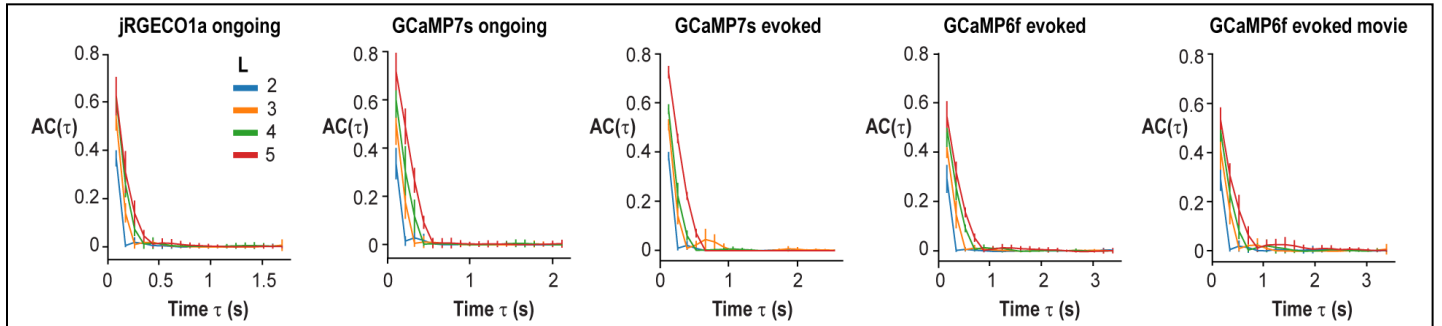 jRGECO1a ongoing
0.8
0.6
AC(τ)
0.4
0.2
0
0 0.5 1 1.5
Time τ (s)
L
2
3
4
5
GCaMP7s ongoing
0.8
0.6
AC(τ)
0.4
0.2
0
0 1 2
Time τ (s)
GCaMP7s evoked
0.8
0.6
AC(τ)
0.4
0.2
0
0 1 2
Time τ (s)
GCaMP6f evoked
0.8
0.6
AC(τ)
0.4
0.2
0
0 1 2 3
Time τ (s)
GCaMP6f evoked movie
0.8
0.6
AC(τ)
0.4
0.2
0
0 1 2 3
Time τ (s)